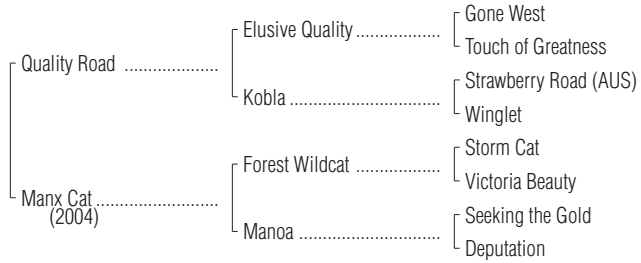 Gone West
Elusive Quality ..................
Touch of Greatness
Quality Road ....................
Strawberry Road (AUS)
Kobla ................................
Winglet
Storm Cat
Forest Wildcat ..................
Victoria Beauty
Manx Cat..........................
(2004)
Seeking the Gold
Manoa ..............................
Deputation